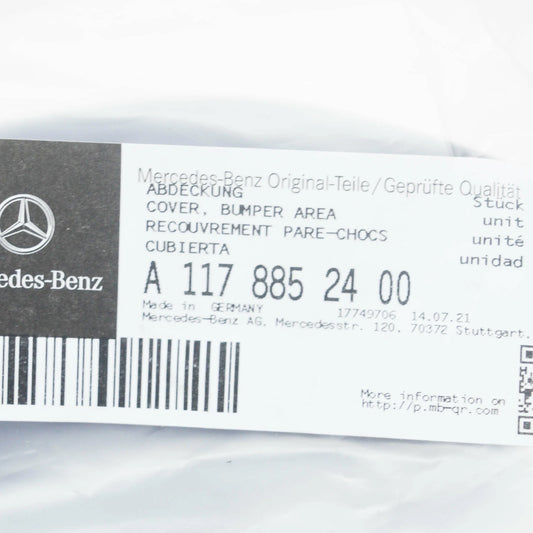 Mercedes-Benz Original-Teile/Geprüfte Qualität
ABDECKUNG Stück
COVER, BUMPER AREA unit
RECOUVREMENT PARE-CHOCS unité
CUBIERTA unidad
edes-Benz
A 117 885 24 00
Made in GERMANY 17749706 14.07.21
Mercedes-Benz AG, Mercedesstr. 120, 70372 Stuttgart.
More information on
http://p.mb-qr.com